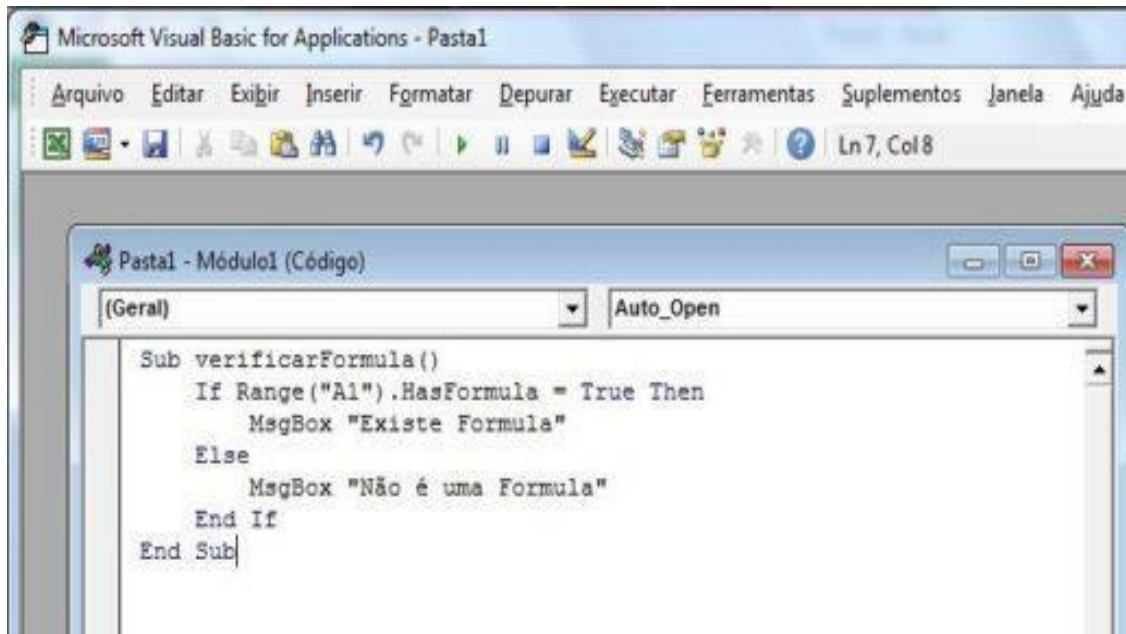 Microsoft Visual Basic for Applications - Pasta1
Arquivo Editar Exibir Inserir Formatar Depurar Executar Ferramentas Suplementos Janela Ajuda
Ln 7, Col 8
Pasta1 - Módulo1 (Código)
(Geral) Auto_Open
Sub verificarFormula()
If Range("A1").HasFormula = True Then
MsgBox "Existe Formula"
Else
MsgBox "Não é uma Formula"
End If
End Sub